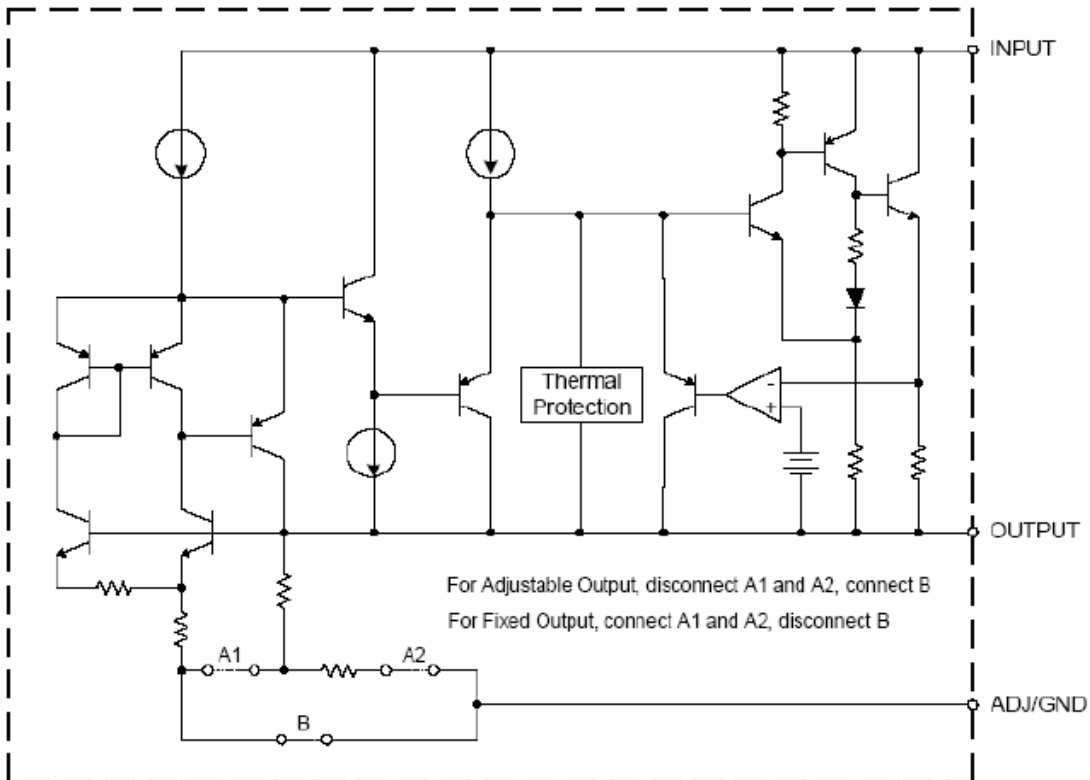 INPUT
Thermal
Protection
-
+
OUTPUT
For Adjustable Output, disconnect A1 and A2, connect B
For Fixed Output, connect A1 and A2, disconnect B
A1
A2
ADJ/GND
B